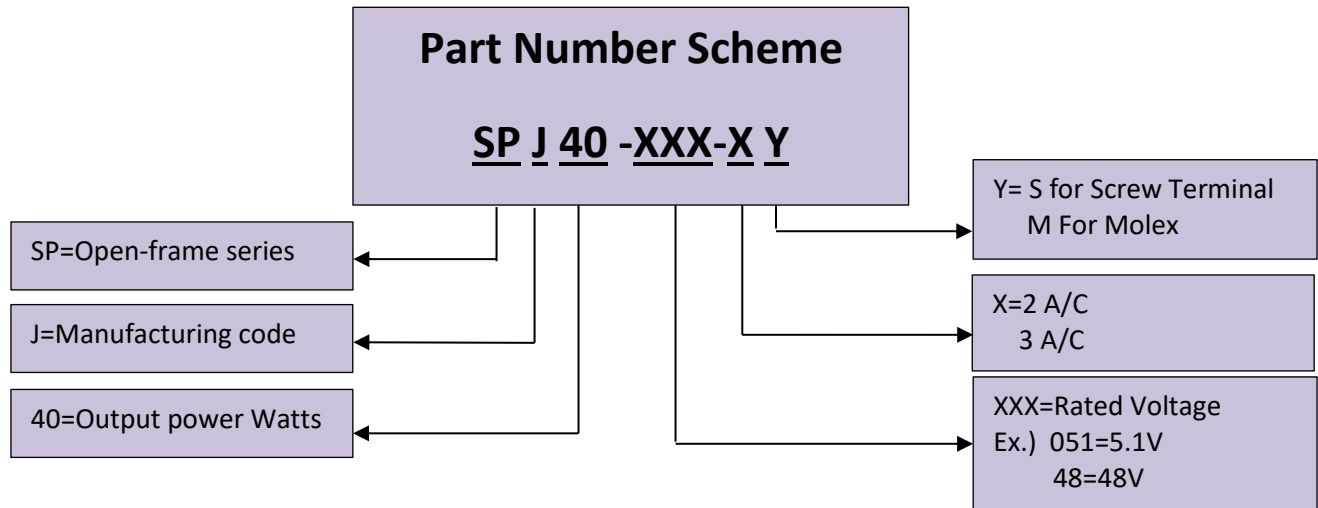 Part Number Scheme
SP J 40 -XXX-X Y
SP=Open-frame series
J=Manufacturing code
40=Output power Watts
Y= S for Screw Terminal
M For Molex
X=2 A/C
3 A/C
XXX=Rated Voltage
Ex.) 051=5.1V
48=48V